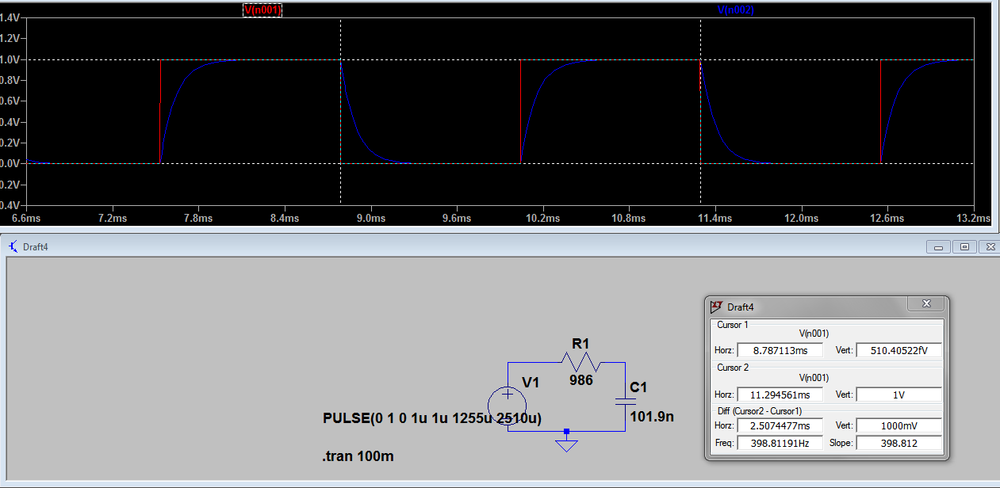 V(n001) V(n002)
1.4V
1.2V
1.0V
0.8V
0.6V
0.4V
0.2V
0.0V
0.2V
0.4V
6.6ms 7.2ms 7.8ms 8.4ms 9.0ms 9.6ms 10.2ms 10.8ms 11.4ms 12.0ms 12.6ms 13.2ms
Draft4
R1
986
V1
C1
101.9n
PULSE(0 1 0 1u 1u 1255u 2510u)
.tran 100m
Draft4
Cursor 1
V(n001)
Horz: 8.787113ms Vert: 510.40522fV
Cursor 2
V(n001)
Horz: 11.294561ms Vert: 1V
Diff (Cursor2 - Cursor1)
Horz: 2.5074477ms Vert: 1000mV
Freq: 398.81191Hz Slope: 398.812